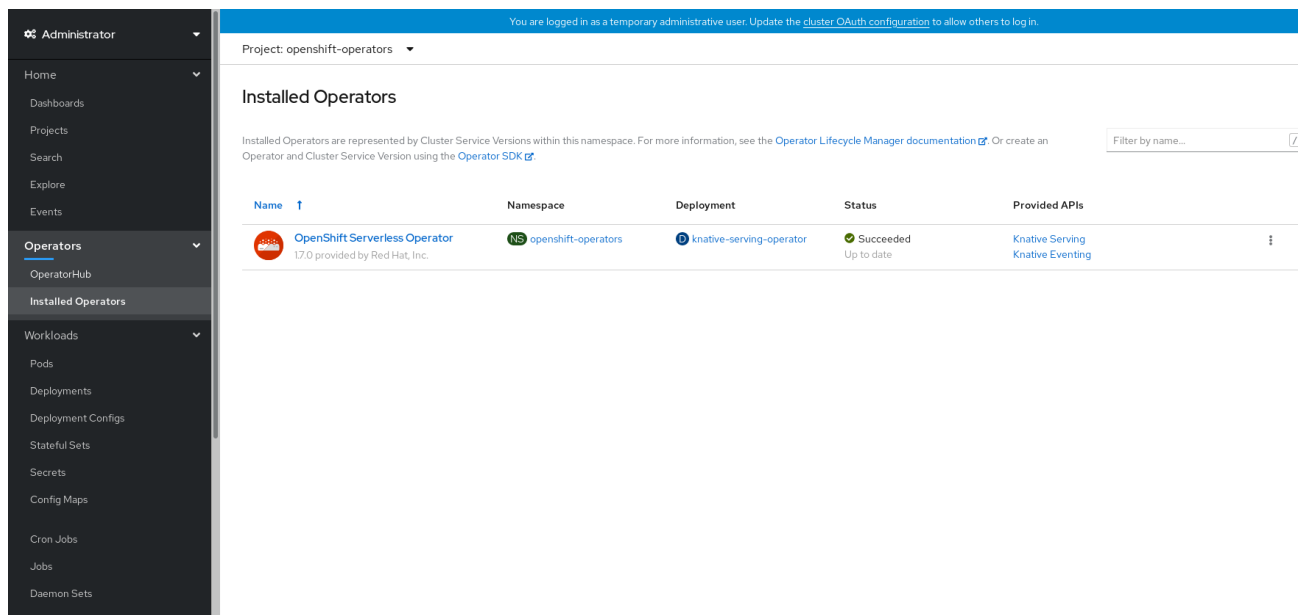 Administrator
Home
Dashboards
Projects
Search
Explore
Events
Operators
OperatorHub
Installed Operators
Workloads
Pods
Deployments
Deployment Configs
Stateful Sets
Secrets
Config Maps
Cron Jobs
Jobs
Daemon Sets
You are logged in as a temporary administrative user. Update the cluster OAuth configuration to allow others to log in.
Project: openshift-operators
Installed Operators
Installed Operators are represented by Cluster Service Versions within this namespace. For more information, see the Operator Lifecycle Manager documentation. Or create an
Operator and Cluster Service Version using the Operator SDK.
Filter by name... /
Name Namespace Deployment Status Provided APIs
OpenShift Serverless Operator NS openshift-operators D knative-serving-operator Succeeded Knative Serving
1.7.0 provided by Red Hat, Inc. Up to date Knative Eventing